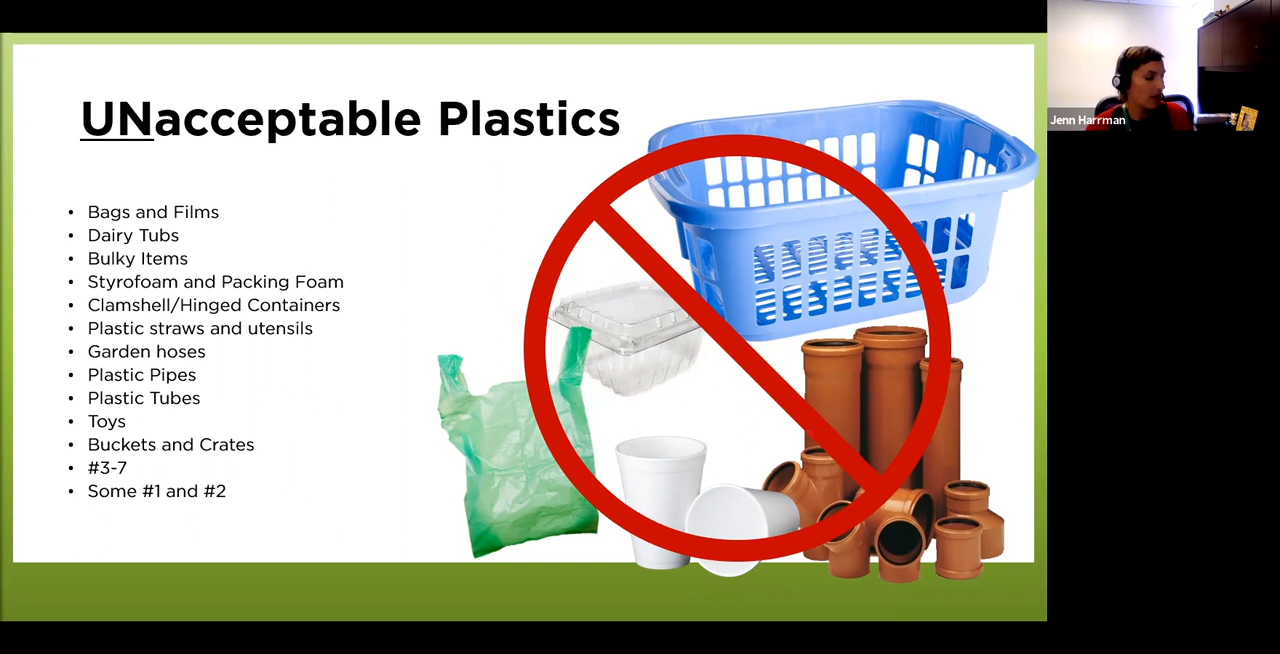 UNacceptable Plastics
• Bags and Films
• Dairy Tubs
• Bulky Items
• Styrofoam and Packing Foam
• Clamshell/Hinged Containers
• Plastic straws and utensils
• Garden hoses
• Plastic Pipes
• Plastic Tubes
• Toys
• Buckets and Crates
• #3-7
• Some #1 and #2
Jenn Harrman